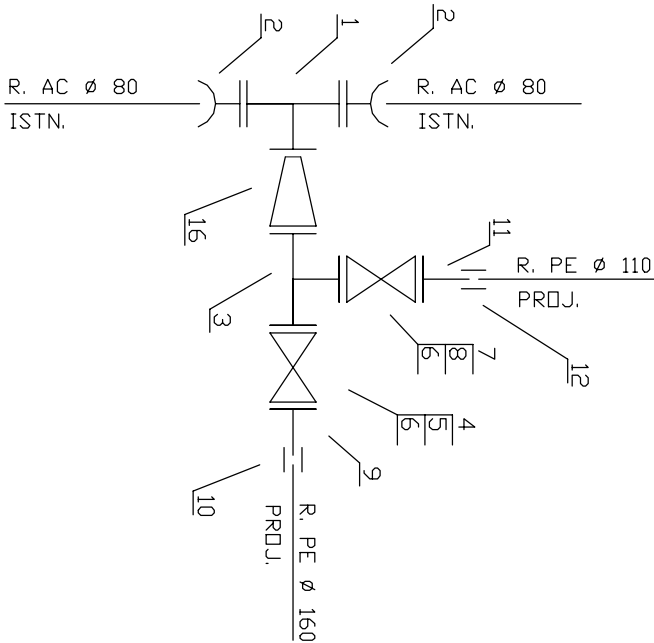 2
1
2
R. AC ø 80
ISTN.
R. AC ø 80
ISTN.
16
11
R. PE ø 110
PROJ.
3
6 8 7
12
6 5 4
9
10
R. PE ø 160
PROJ.